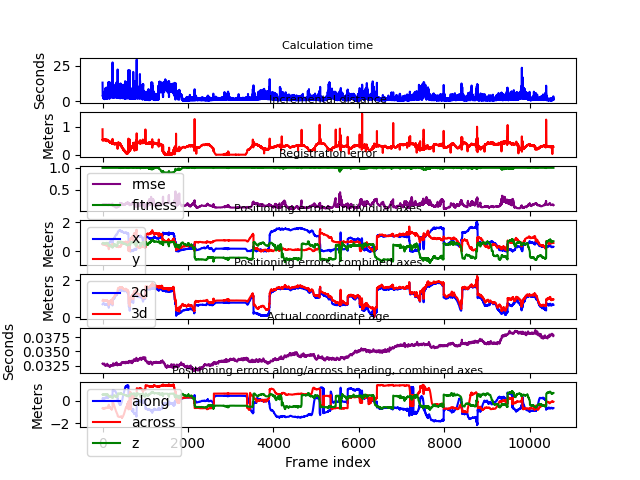 Calculation time
Seconds
25
0
Incremental distance
Meters
1
0
Registration error
1.0
0.5
rmse
fitness
Positioning errors, individual axes
Meters
2
0
x
y
Positioning errors, combined axes
Meters
2
0
2d
3d
Actual coordinate age
Seconds
0.0375
0.0350
0.0325
Positioning errors along/across heading, combined axes
Meters
0
−2
along
across
z
0
2000
4000
6000
8000
10000
Frame index